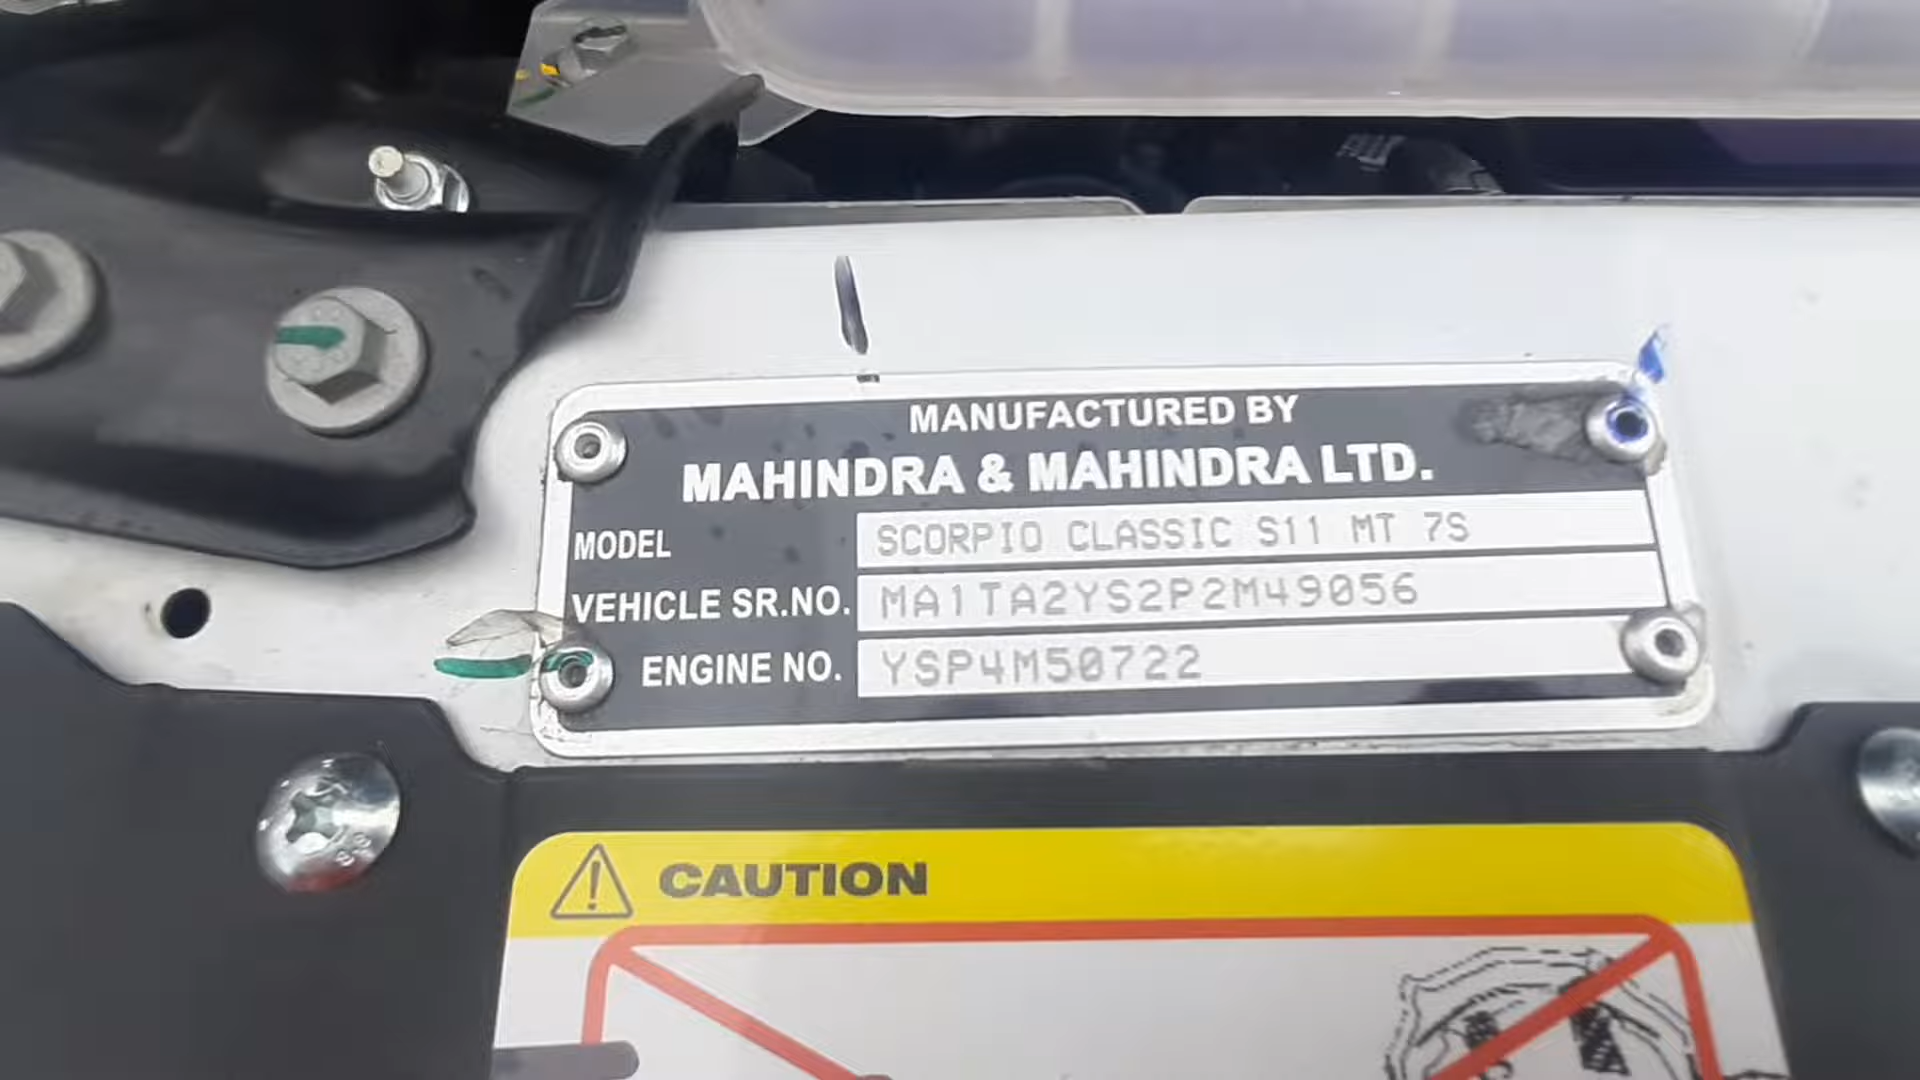 MANUFACTURED BY
MAHINDRA & MAHINDRA LTD.
MODEL SCORPIO CLASSIC S11 MT 7S
VEHICLE SR.NO. MA1TA2YS2P2M49056
ENGINE NO. YSP4M50722
CAUTION